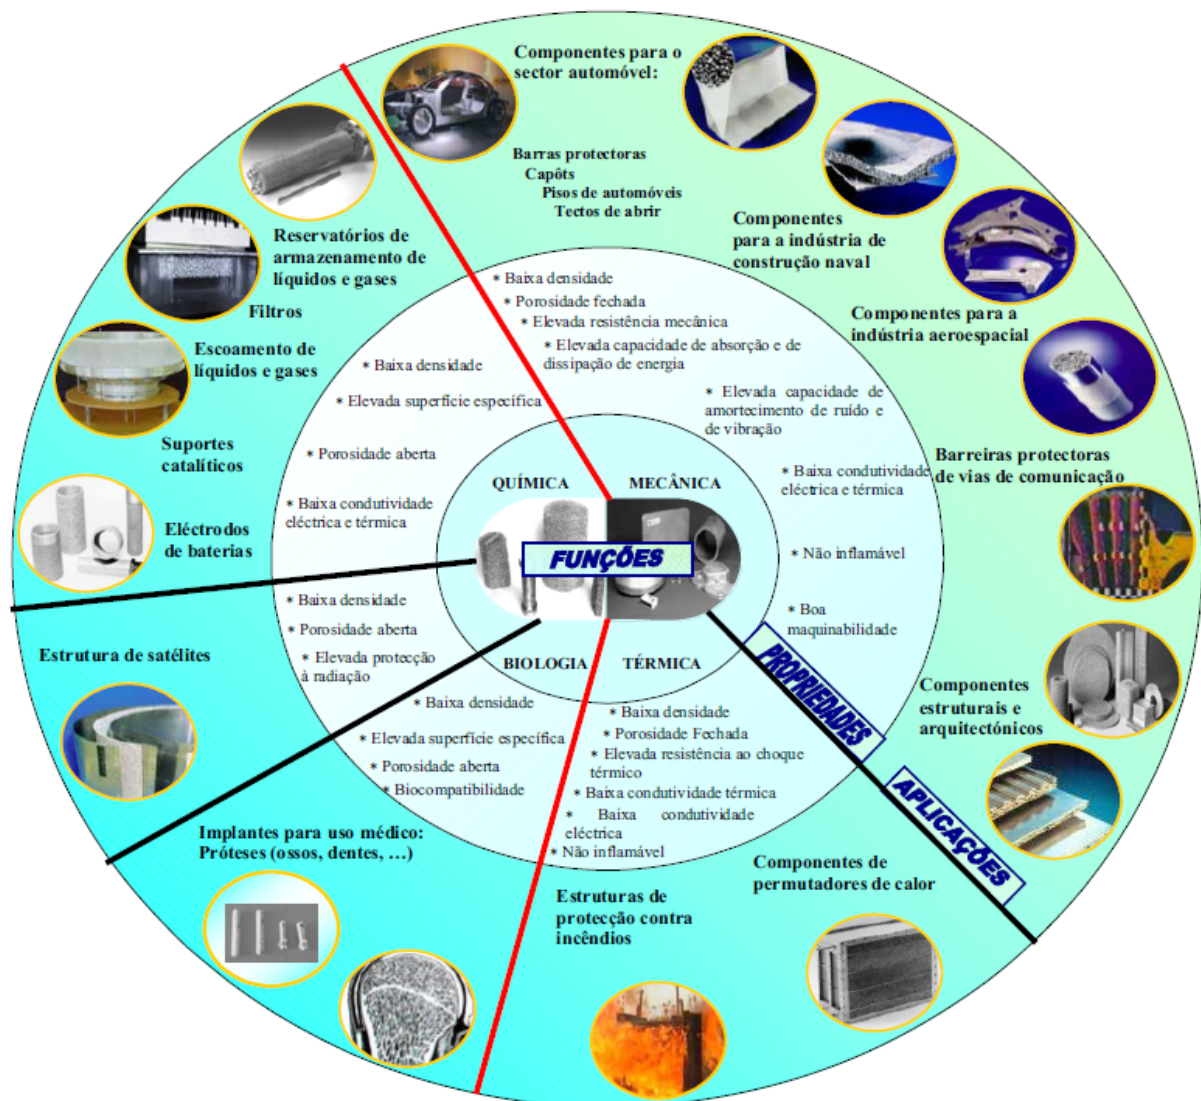 Componentes para o
sector automóvel:
Barras protectoras
Capôts
Pisos de automóveis
Tectos de abrir
Componentes
para a indústria de
construção naval
Componentes para a
indústria aeroespacial
Barreiras protectoras
de vias de comunicação
Componentes
estruturais e
arquitectónicos
Reservatórios de
armazenamento de
líquidos e gases
Filtros
Escoamento de
líquidos e gases
Suportes
catalíticos
Eléctrodos
de baterias
* Baixa densidade
* Porosidade fechada
* Elevada resistência mecânica
* Elevada capacidade de absorção e de
dissipação de energia
* Elevada capacidade de
amortecimento de ruído e
de vibração
* Baixa condutividade
eléctrica e térmica
* Não inflamável
* Boa
maquinabilidade
* Baixa densidade
* Elevada superfície específica
* Porosidade aberta
* Baixa condutividade
eléctrica e térmica
QUÍMICA
MECÂNICA
FUNÇÕES
BIOLOGIA
TÉRMICA
PROPRIEDADES
APLICAÇÕES
* Baixa densidade
* Porosidade aberta
* Elevada protecção
à radiação
Estrutura de satélites
* Baixa densidade
* Elevada superfície específica
* Porosidade aberta
* Biocompatibilidade
Implantes para uso médico:
Próteses (ossos, dentes, …)
* Baixa densidade
* Porosidade Fechada
* Elevada resistência ao choque
térmico
* Baixa condutividade térmica
* Baixa condutividade
eléctrica
* Não inflamável
Estruturas de
protecção contra
incêndios
Componentes de
permutadores de calor